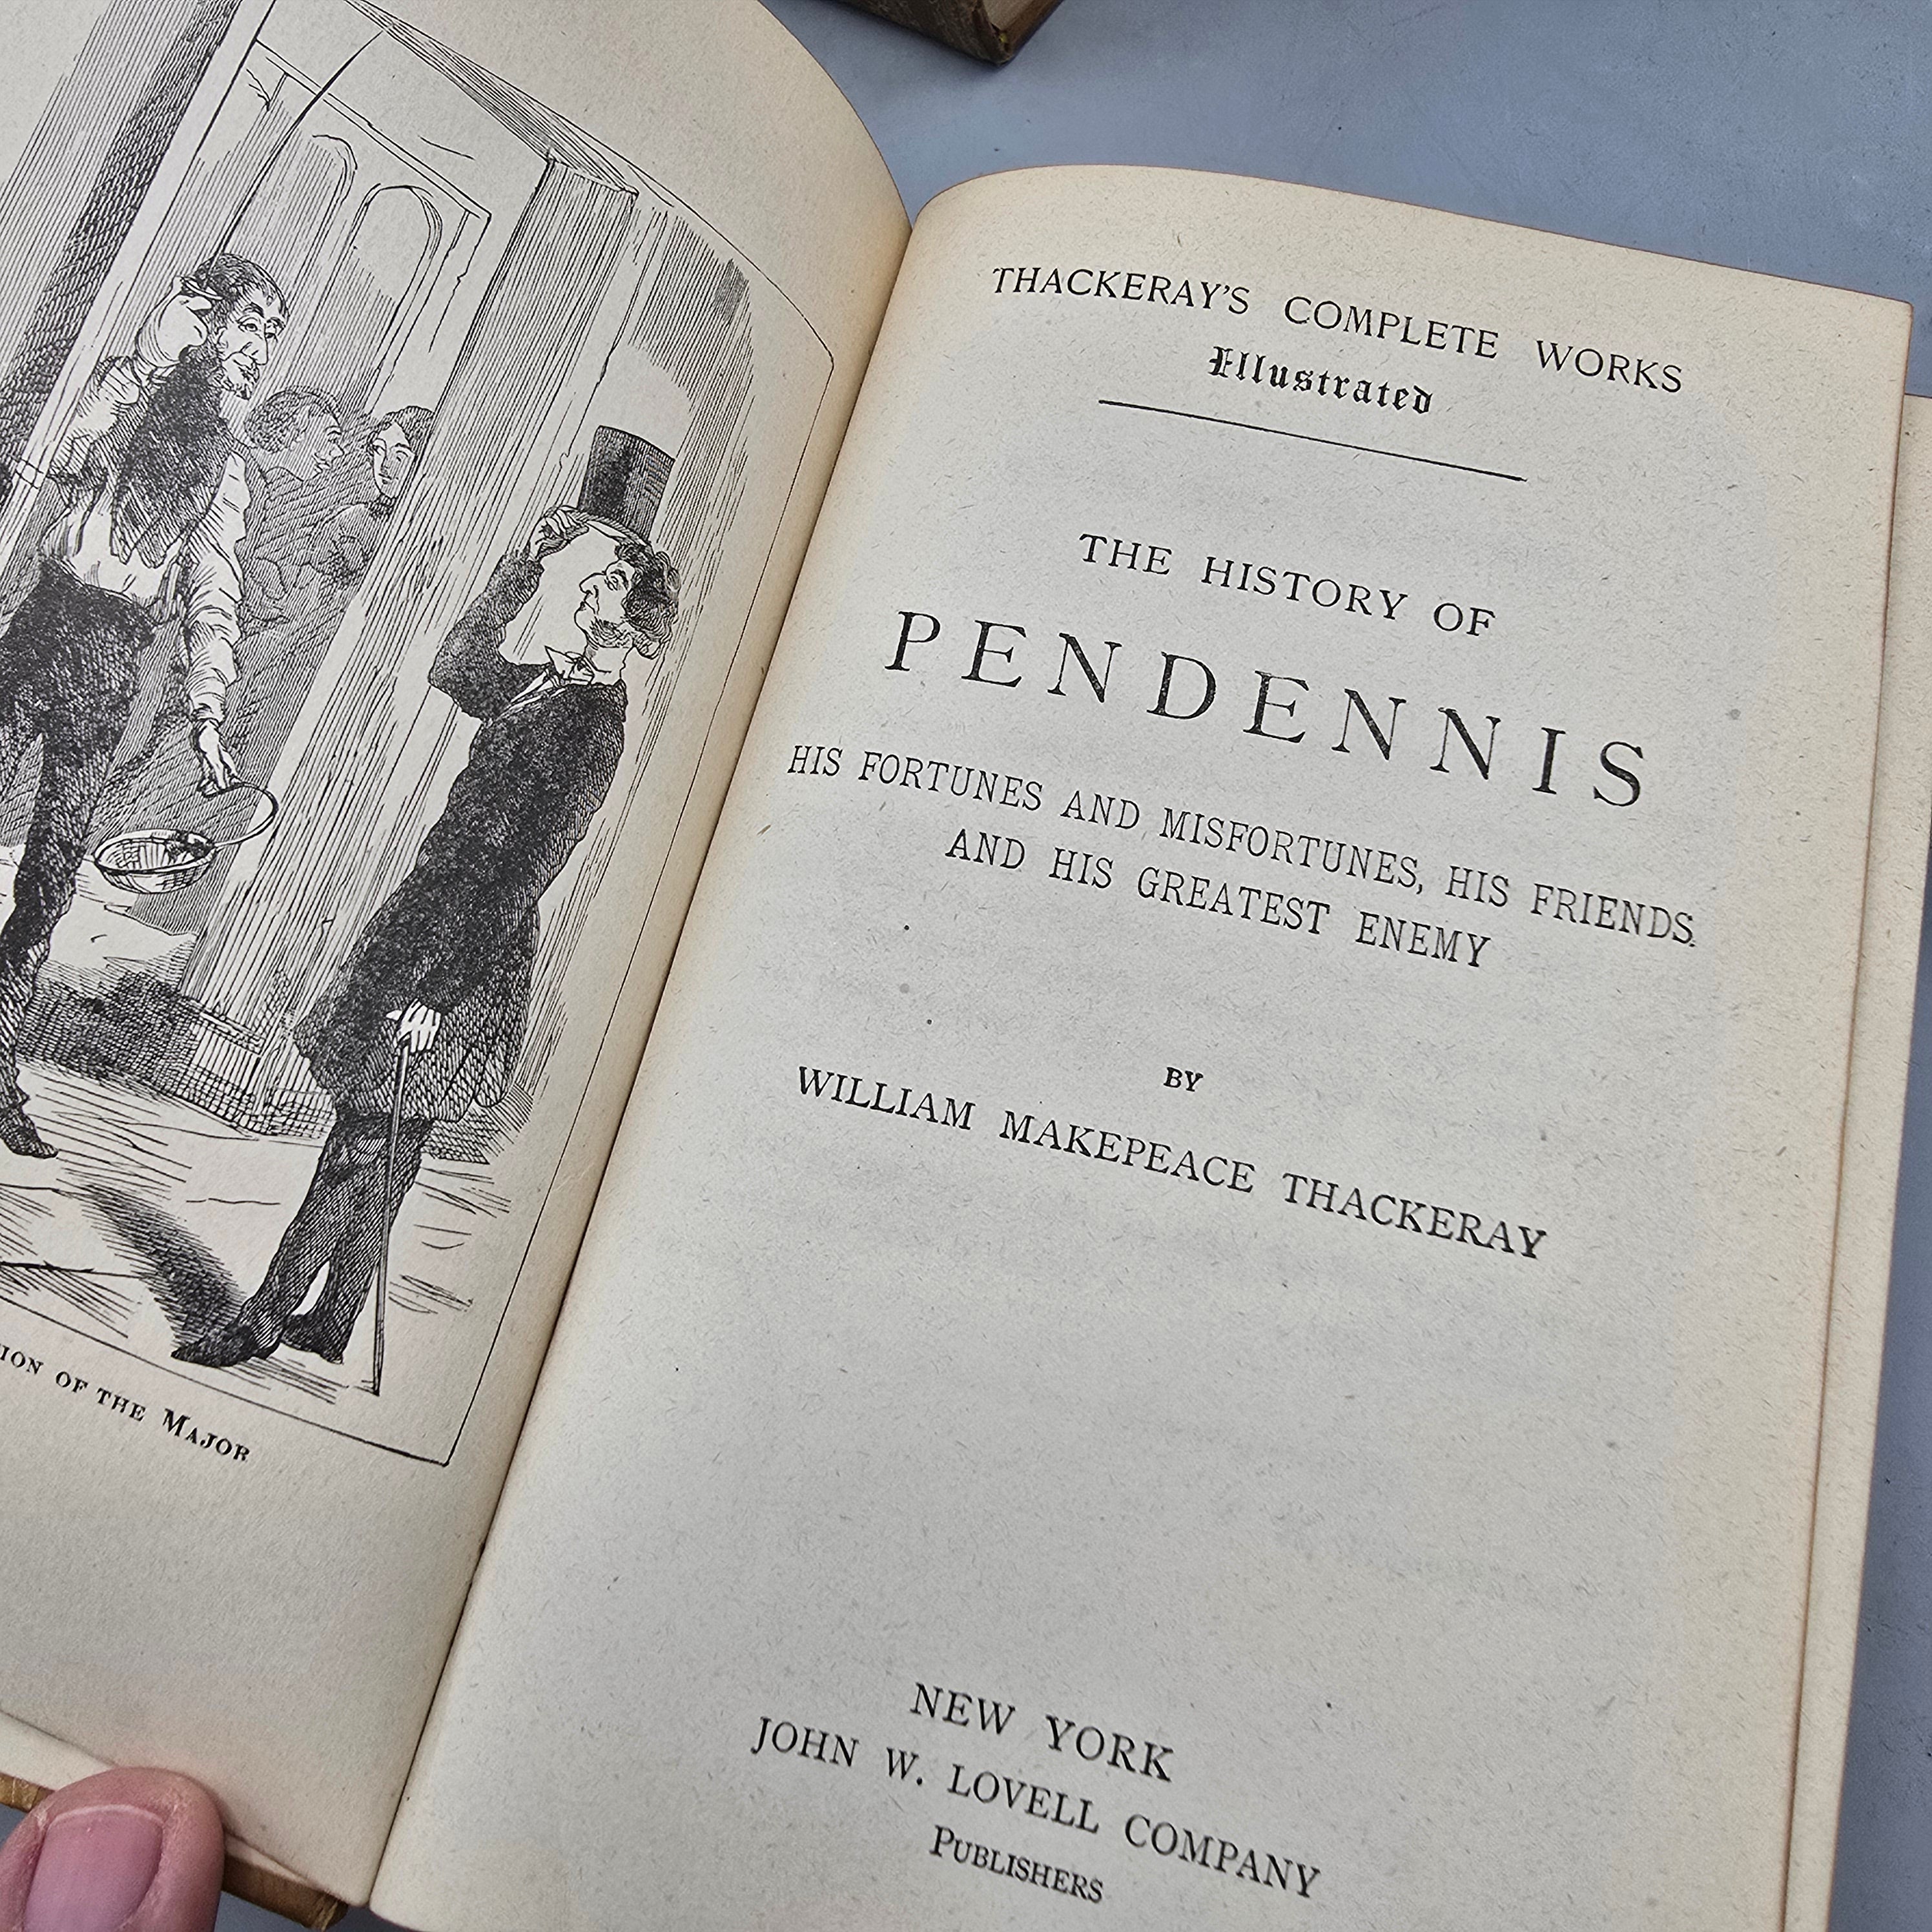 ION OF THE MAJOR
THACKERAY'S COMPLETE WORKS
Illustrated
THE HISTORY OF
PENDENNIS
HIS FORTUNES AND MISFORTUNES, HIS FRIENDS.
AND HIS GREATEST ENEMY
BY
WILLIAM MAKEPEACE THACKERAY
NEW YORK
JOHN W. LOVELL COMPANY
PUBLISHERS